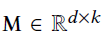 M ∈ ℝ^{d×k}